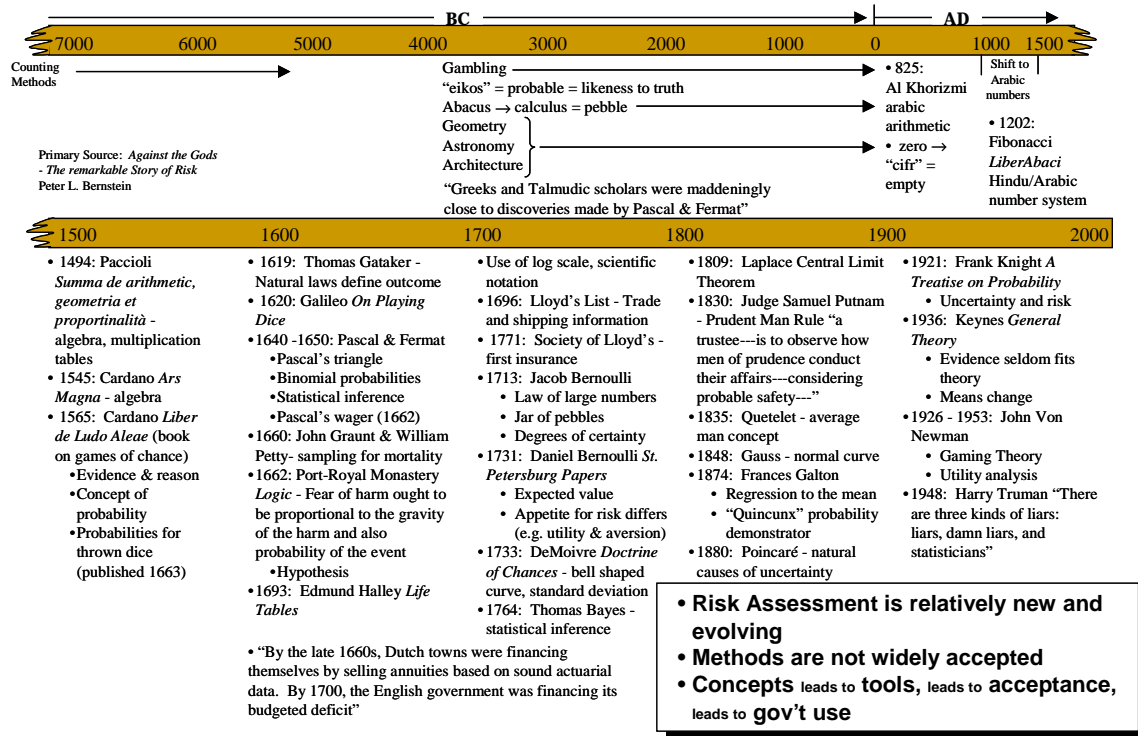 BC
AD
7000 6000 5000 4000 3000 2000 1000 0 1000 1500
Counting
Methods
Gambling
“eikos” = probable = likeness to truth
Abacus → calculus = pebble
Geometry
Astronomy
Architecture
“Greeks and Talmudic scholars were maddeningly
close to discoveries made by Pascal & Fermat”
• 825:
Al Khorizmi
arabic
arithmetic
• zero →
“cifr” =
empty
Shift to
Arabic
numbers
• 1202:
Fibonacci
LiberAbaci
Hindu/Arabic
number system
Primary Source: Against the Gods
- The remarkable Story of Risk
Peter L. Bernstein
1500 1600 1700 1800 1900 2000
• 1494: Paccioli
Summa de arithmetic,
geometria et
proportinalità -
algebra, multiplication
tables
• 1545: Cardano Ars
Magna - algebra
• 1565: Cardano Liber
de Ludo Aleae (book
on games of chance)
•Evidence & reason
•Concept of
probability
•Probabilities for
thrown dice
(published 1663)
• 1619: Thomas Gataker -
Natural laws define outcome
• 1620: Galileo On Playing
Dice
•1640 -1650: Pascal & Fermat
•Pascal’s triangle
•Binomial probabilities
•Statistical inference
•Pascal’s wager (1662)
•1660: John Graunt & William
Petty- sampling for mortality
•1662: Port-Royal Monastery
Logic - Fear of harm ought to
be proportional to the gravity
of the harm and also
probability of the event
•Hypothesis
•1693: Edmund Halley Life
Tables
• “By the late 1660s, Dutch towns were financing
themselves by selling annuities based on sound actuarial
data. By 1700, the English government was financing its
budgeted deficit”
•Use of log scale, scientific
notation
•1696: Lloyd’s List - Trade
and shipping information
• 1771: Society of Lloyd’s -
first insurance
•1713: Jacob Bernoulli
• Law of large numbers
• Jar of pebbles
• Degrees of certainty
•1731: Daniel Bernoulli St.
Petersburg Papers
• Expected value
• Appetite for risk differs
(e.g. utility & aversion)
•1733: DeMoivre Doctrine
of Chances - bell shaped
curve, standard deviation
•1764: Thomas Bayes -
statistical inference
•1809: Laplace Central Limit
Theorem
•1830: Judge Samuel Putnam
- Prudent Man Rule “a
trustee---is to observe how
men of prudence conduct
their affairs---considering
probable safety---”
•1835: Quetelet - average
man concept
•1848: Gauss - normal curve
•1874: Frances Galton
• Regression to the mean
• “Quincunx” probability
demonstrator
•1880: Poincaré - natural
causes of uncertainty
•1921: Frank Knight A
Treatise on Probability
• Uncertainty and risk
•1936: Keynes General
Theory
• Evidence seldom fits
theory
• Means change
•1926 - 1953: John Von
Newman
• Gaming Theory
• Utility analysis
•1948: Harry Truman “There
are three kinds of liars:
liars, damn liars, and
statisticians”
• Risk Assessment is relatively new and
evolving
• Methods are not widely accepted
• Concepts leads to tools, leads to acceptance,
leads to gov’t use